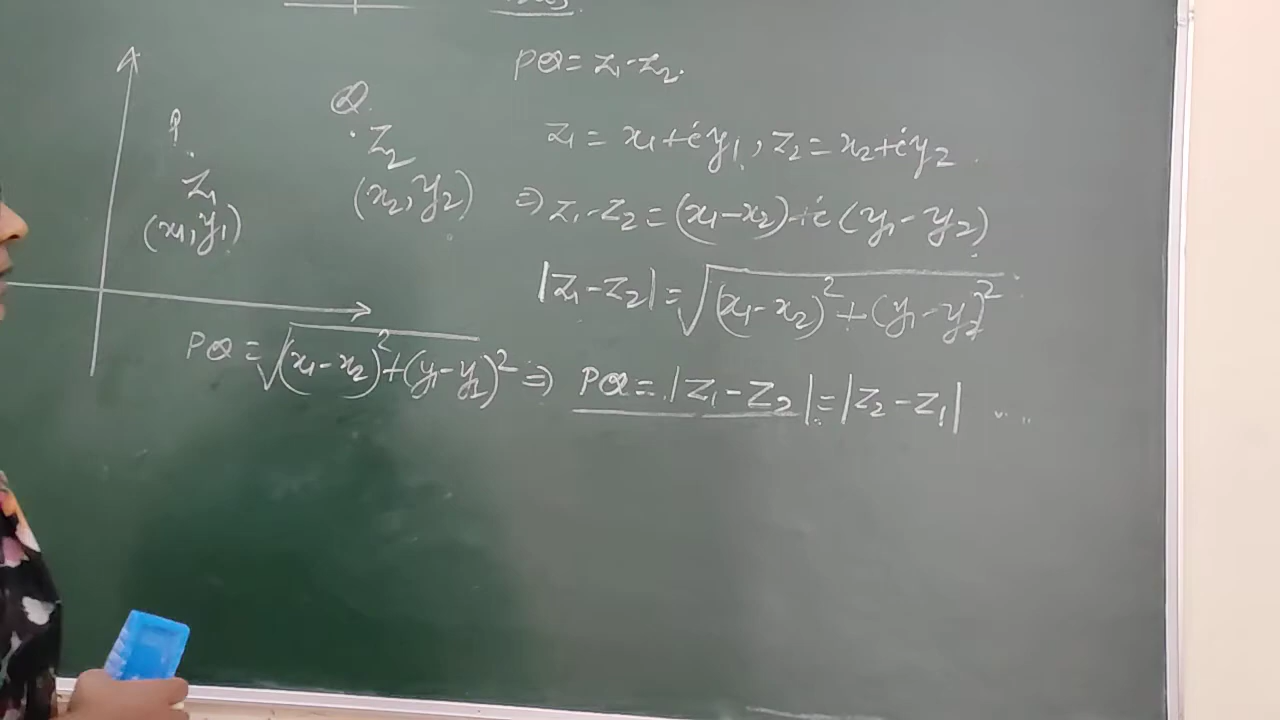 PQ = z₁-z₂.
P
Q.
z₁
z₂
(x₁,y₁)
(x₂,y₂)
z₁ = x₁+iy₁, z₂ = x₂+iy₂
⇒ z₁-z₂ = (x₁-x₂)+i(y₁-y₂)
|z₁-z₂| = √(x₁-x₂)²+(y₁-y₂)²
PQ = √(x₁-x₂)²+(y₁-y₂)² ⇒ PQ = |z₁-z₂| = |z₂-z₁|